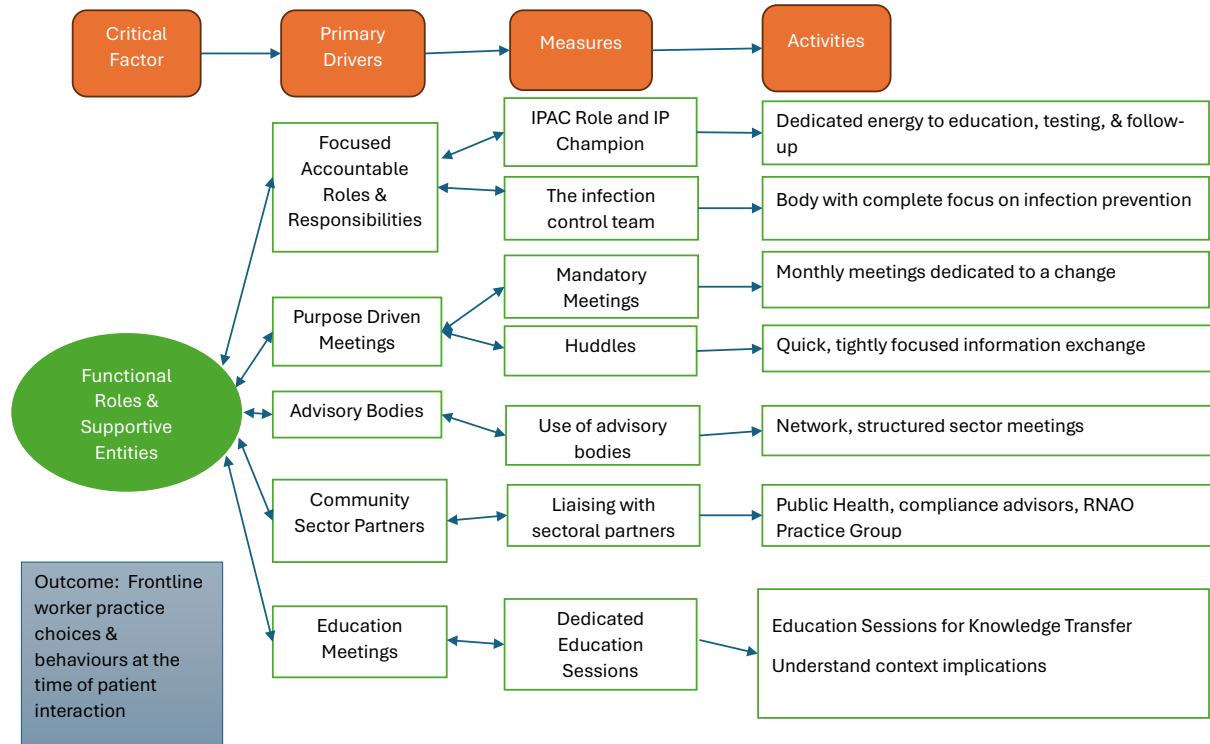 Critical
Factor
Primary
Drivers
Measures
Activities
Focused
Accountable
Roles &
Responsibilities
IPAC Role and IP
Champion
Dedicated energy to education, testing, & follow-
up
The infection
control team
Body with complete focus on infection prevention
Purpose Driven
Meetings
Mandatory
Meetings
Monthly meetings dedicated to a change
Huddles
Quick, tightly focused information exchange
Functional
Roles &
Supportive
Entities
Advisory Bodies
Use of advisory
bodies
Network, structured sector meetings
Community
Sector Partners
Liaising with
sectoral partners
Public Health, compliance advisors, RNAO
Practice Group
Outcome: Frontline
worker practice
choices &
behaviours at the
time of patient
interaction
Education
Meetings
Dedicated
Education
Sessions
Education Sessions for Knowledge Transfer
Understand context implications